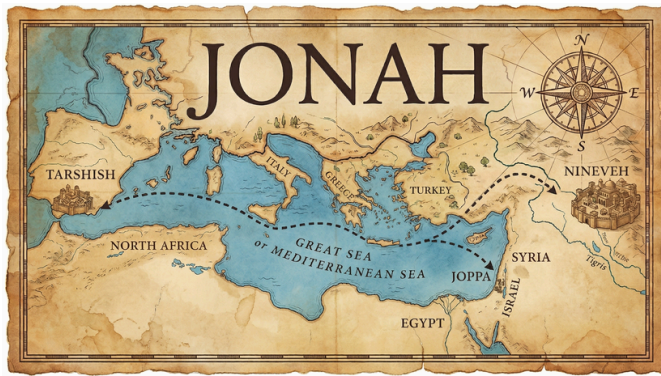 JONAH
N
W
E
S
TARSHISH
ITALY
GREECE
TURKEY
NINEVEH
NORTH AFRICA
GREAT SEA
or MEDITERRANEAN SEA
JOPPA
SYRIA
Tigris
ISRAEL
EGYPT